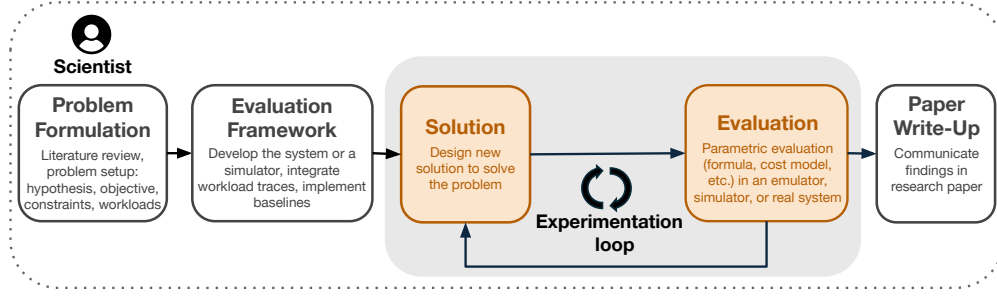 Scientist
Problem
Formulation
Literature review,
problem setup:
hypothesis, objective,
constraints, workloads
Evaluation
Framework
Develop the system or a
simulator, integrate
workload traces, implement
baselines
Solution
Design new
solution to solve
the problem
Experimentation
loop
Evaluation
Parametric evaluation
(formula, cost model,
etc.) in an emulator,
simulator, or real system
Paper
Write-Up
Communicate
findings in
research paper